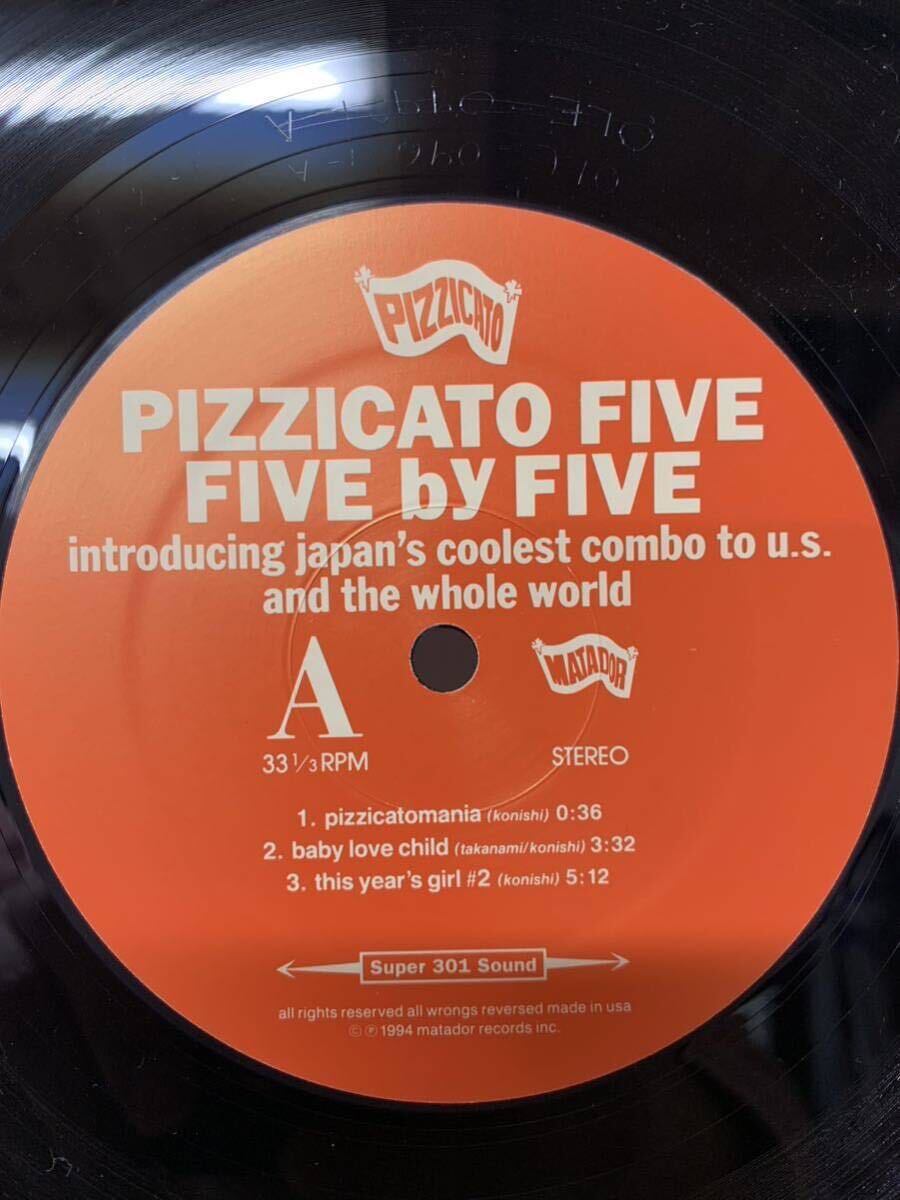 PIZZICATO
PIZZICATO FIVE
FIVE by FIVE
introducing japan's coolest combo to u.s.
and the whole world
A
MATADOR
33 1/3 RPM
STEREO
1. pizzicatomania (konishi) 0:36
2. baby love child (takanami/konishi) 3:32
3. this year's girl #2 (konishi) 5:12
Super 301 Sound
all rights reserved all wrongs reversed made in usa
© ℗ 1994 matador records inc.